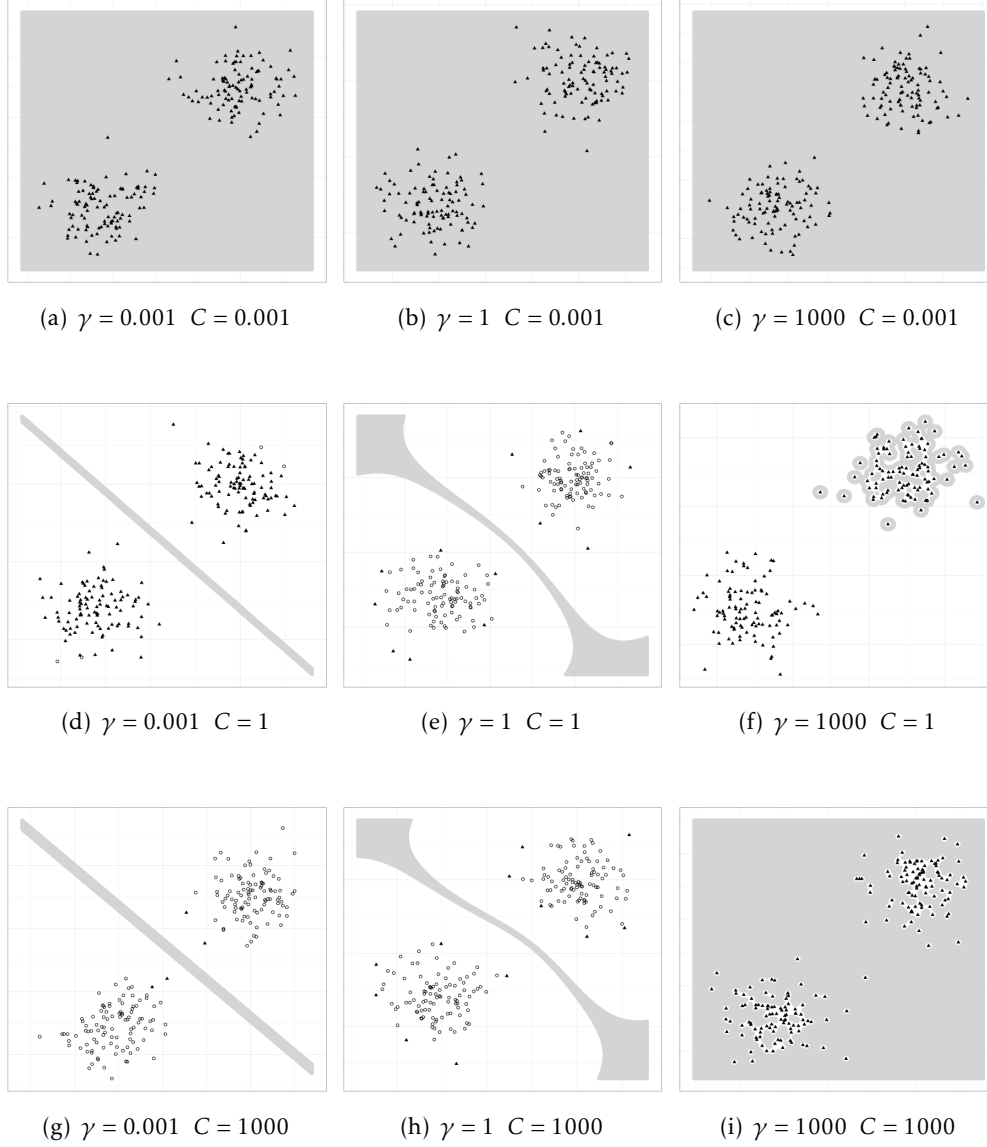 (a) γ = 0.001 C = 0.001 (b) γ = 1 C = 0.001 (c) γ = 1000 C = 0.001
(d) γ = 0.001 C = 1 (e) γ = 1 C = 1 (f) γ = 1000 C = 1
(g) γ = 0.001 C = 1000 (h) γ = 1 C = 1000 (i) γ = 1000 C = 1000